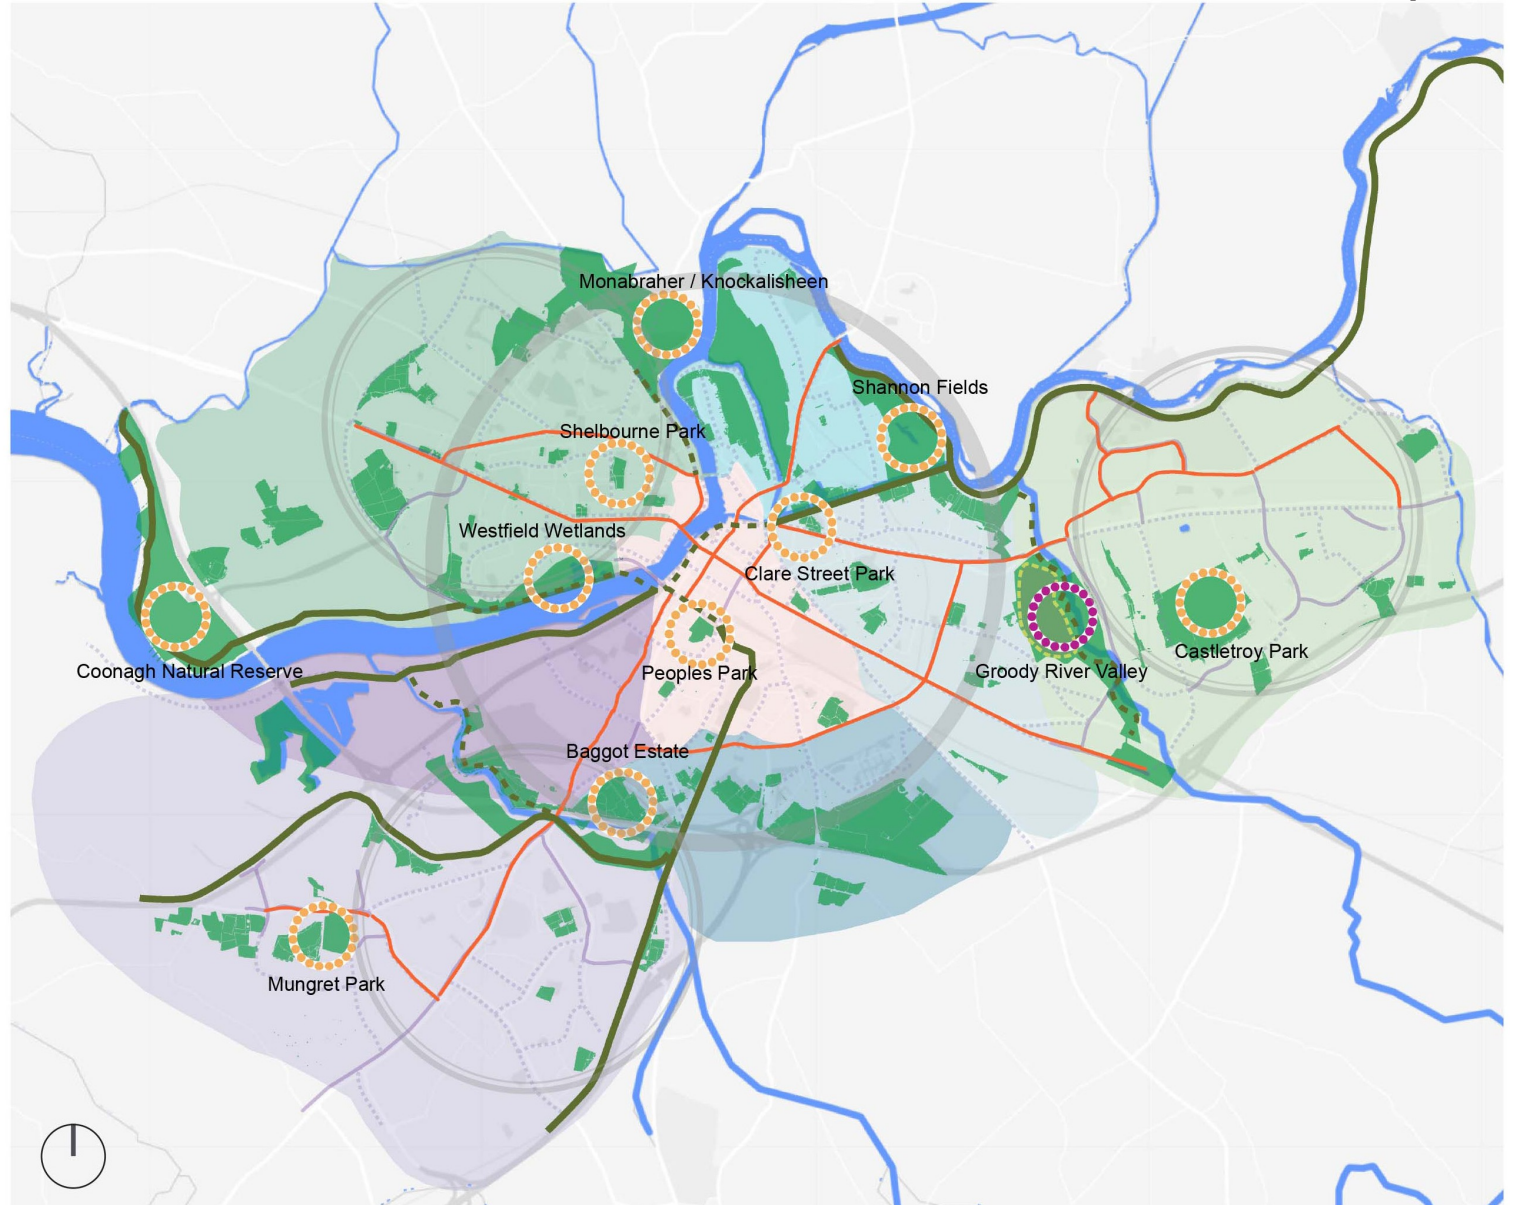 Monabraher / Knockalisheen
Shannon Fields
Shelbourne Park
Westfield Wetlands
Clare Street Park
Castletroy Park
Coonagh Natural Reserve
Peoples Park
Groody River Valley
Baggot Estate
Mungret Park